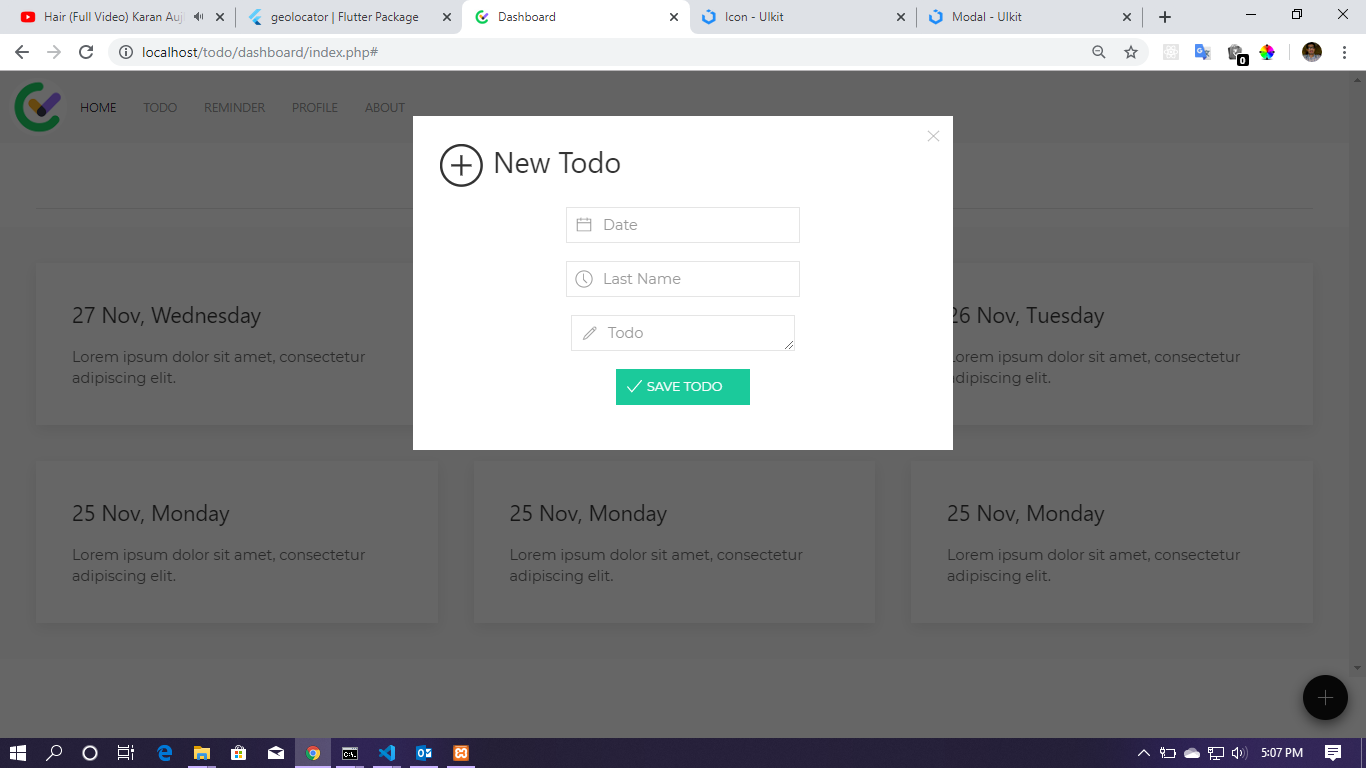 Hair (Full Video) Karan Auj
geolocator | Flutter Package
Dashboard
Icon - UIkit
Modal - UIkit
localhost/todo/dashboard/index.php#
0
HOME
TODO
REMINDER
PROFILE
ABOUT
New Todo
Date
Last Name
Todo
SAVE TODO
27 Nov, Wednesday
Lorem ipsum dolor sit amet, consectetur
adipiscing elit.
26 Nov, Tuesday
Lorem ipsum dolor sit amet, consectetur
adipiscing elit.
25 Nov, Monday
Lorem ipsum dolor sit amet, consectetur
adipiscing elit.
25 Nov, Monday
Lorem ipsum dolor sit amet, consectetur
adipiscing elit.
25 Nov, Monday
Lorem ipsum dolor sit amet, consectetur
adipiscing elit.
5:07 PM